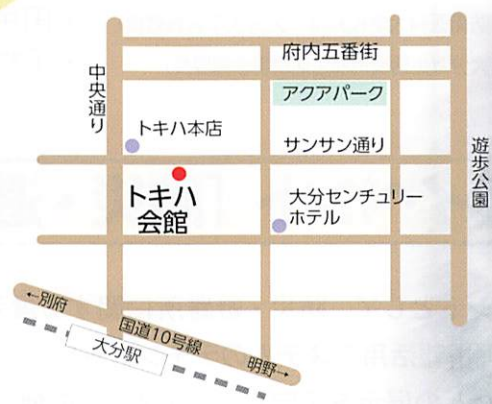 府内五番街
アクアパーク
中央通り
トキハ本店
サンサン通り
遊歩公園
トキハ
会館
大分センチュリー
ホテル
←別府
国道10号線
大分駅
明野→